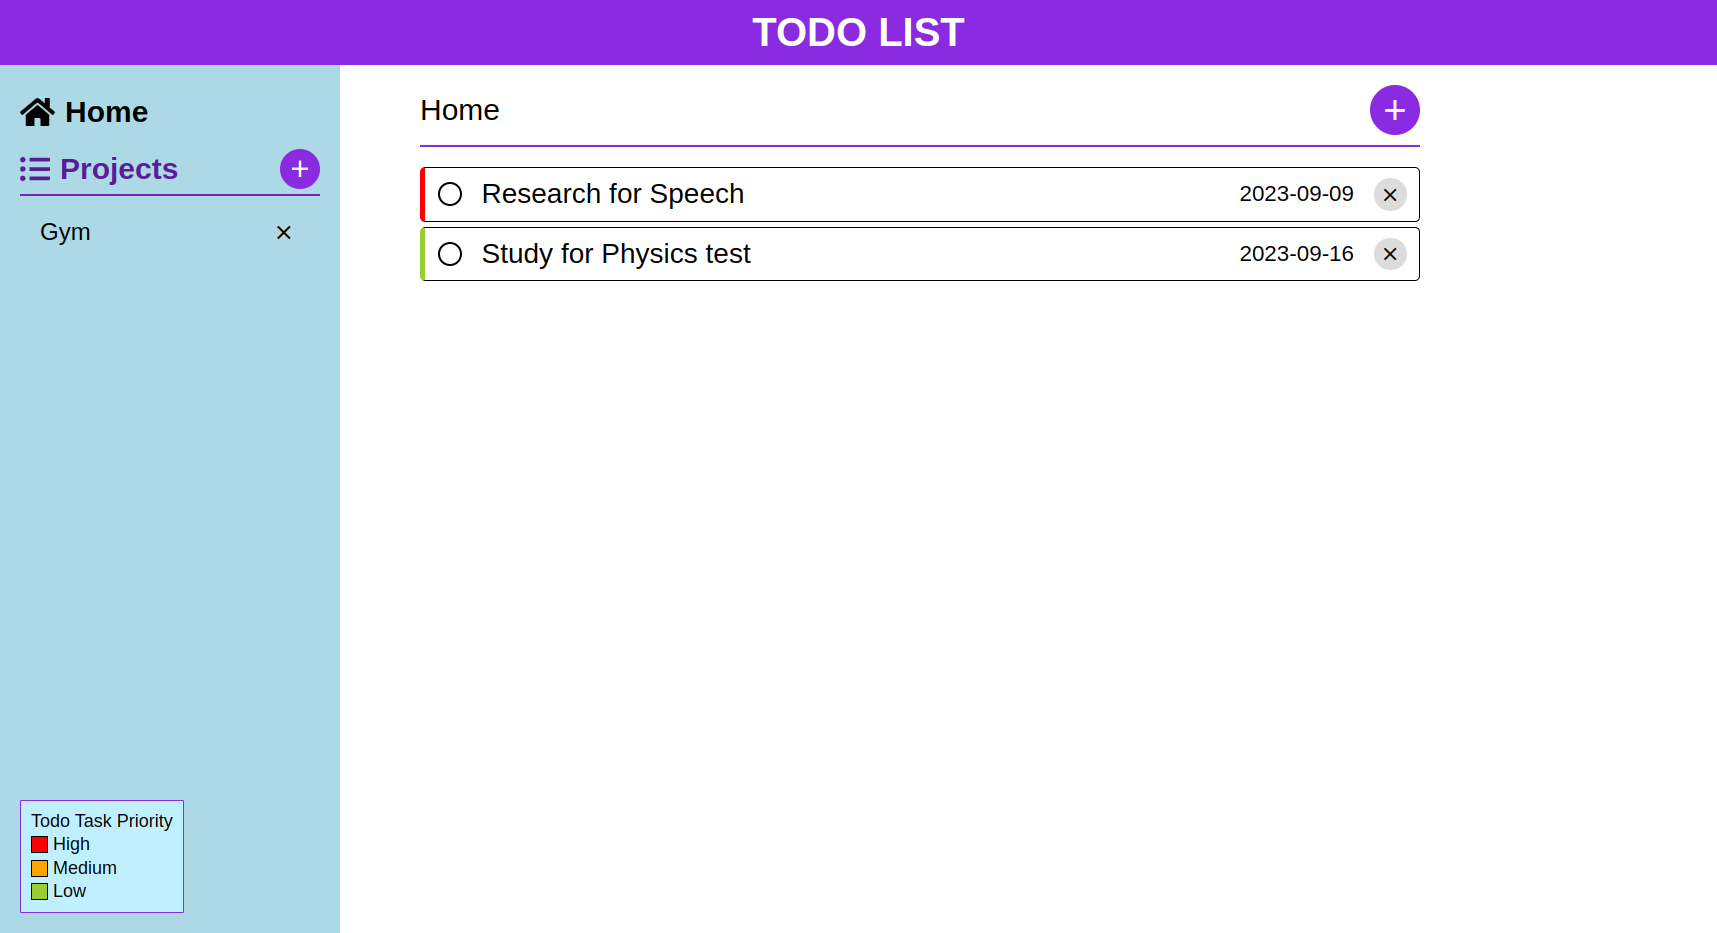 TODO LIST
Home
Projects
Gym
Todo Task Priority
High
Medium
Low
Home
Research for Speech 2023-09-09
Study for Physics test 2023-09-16